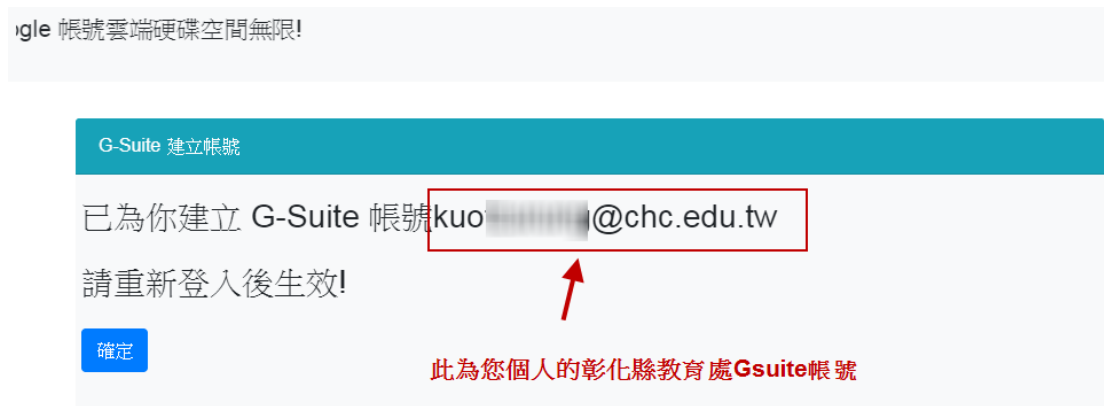 ogle 帳號雲端硬碟空間無限!
G-Suite 建立帳號
已為你建立 G-Suite 帳號kuo @chc.edu.tw
請重新登入後生效!
確定
此為您個人的彰化縣教育處Gsuite帳號